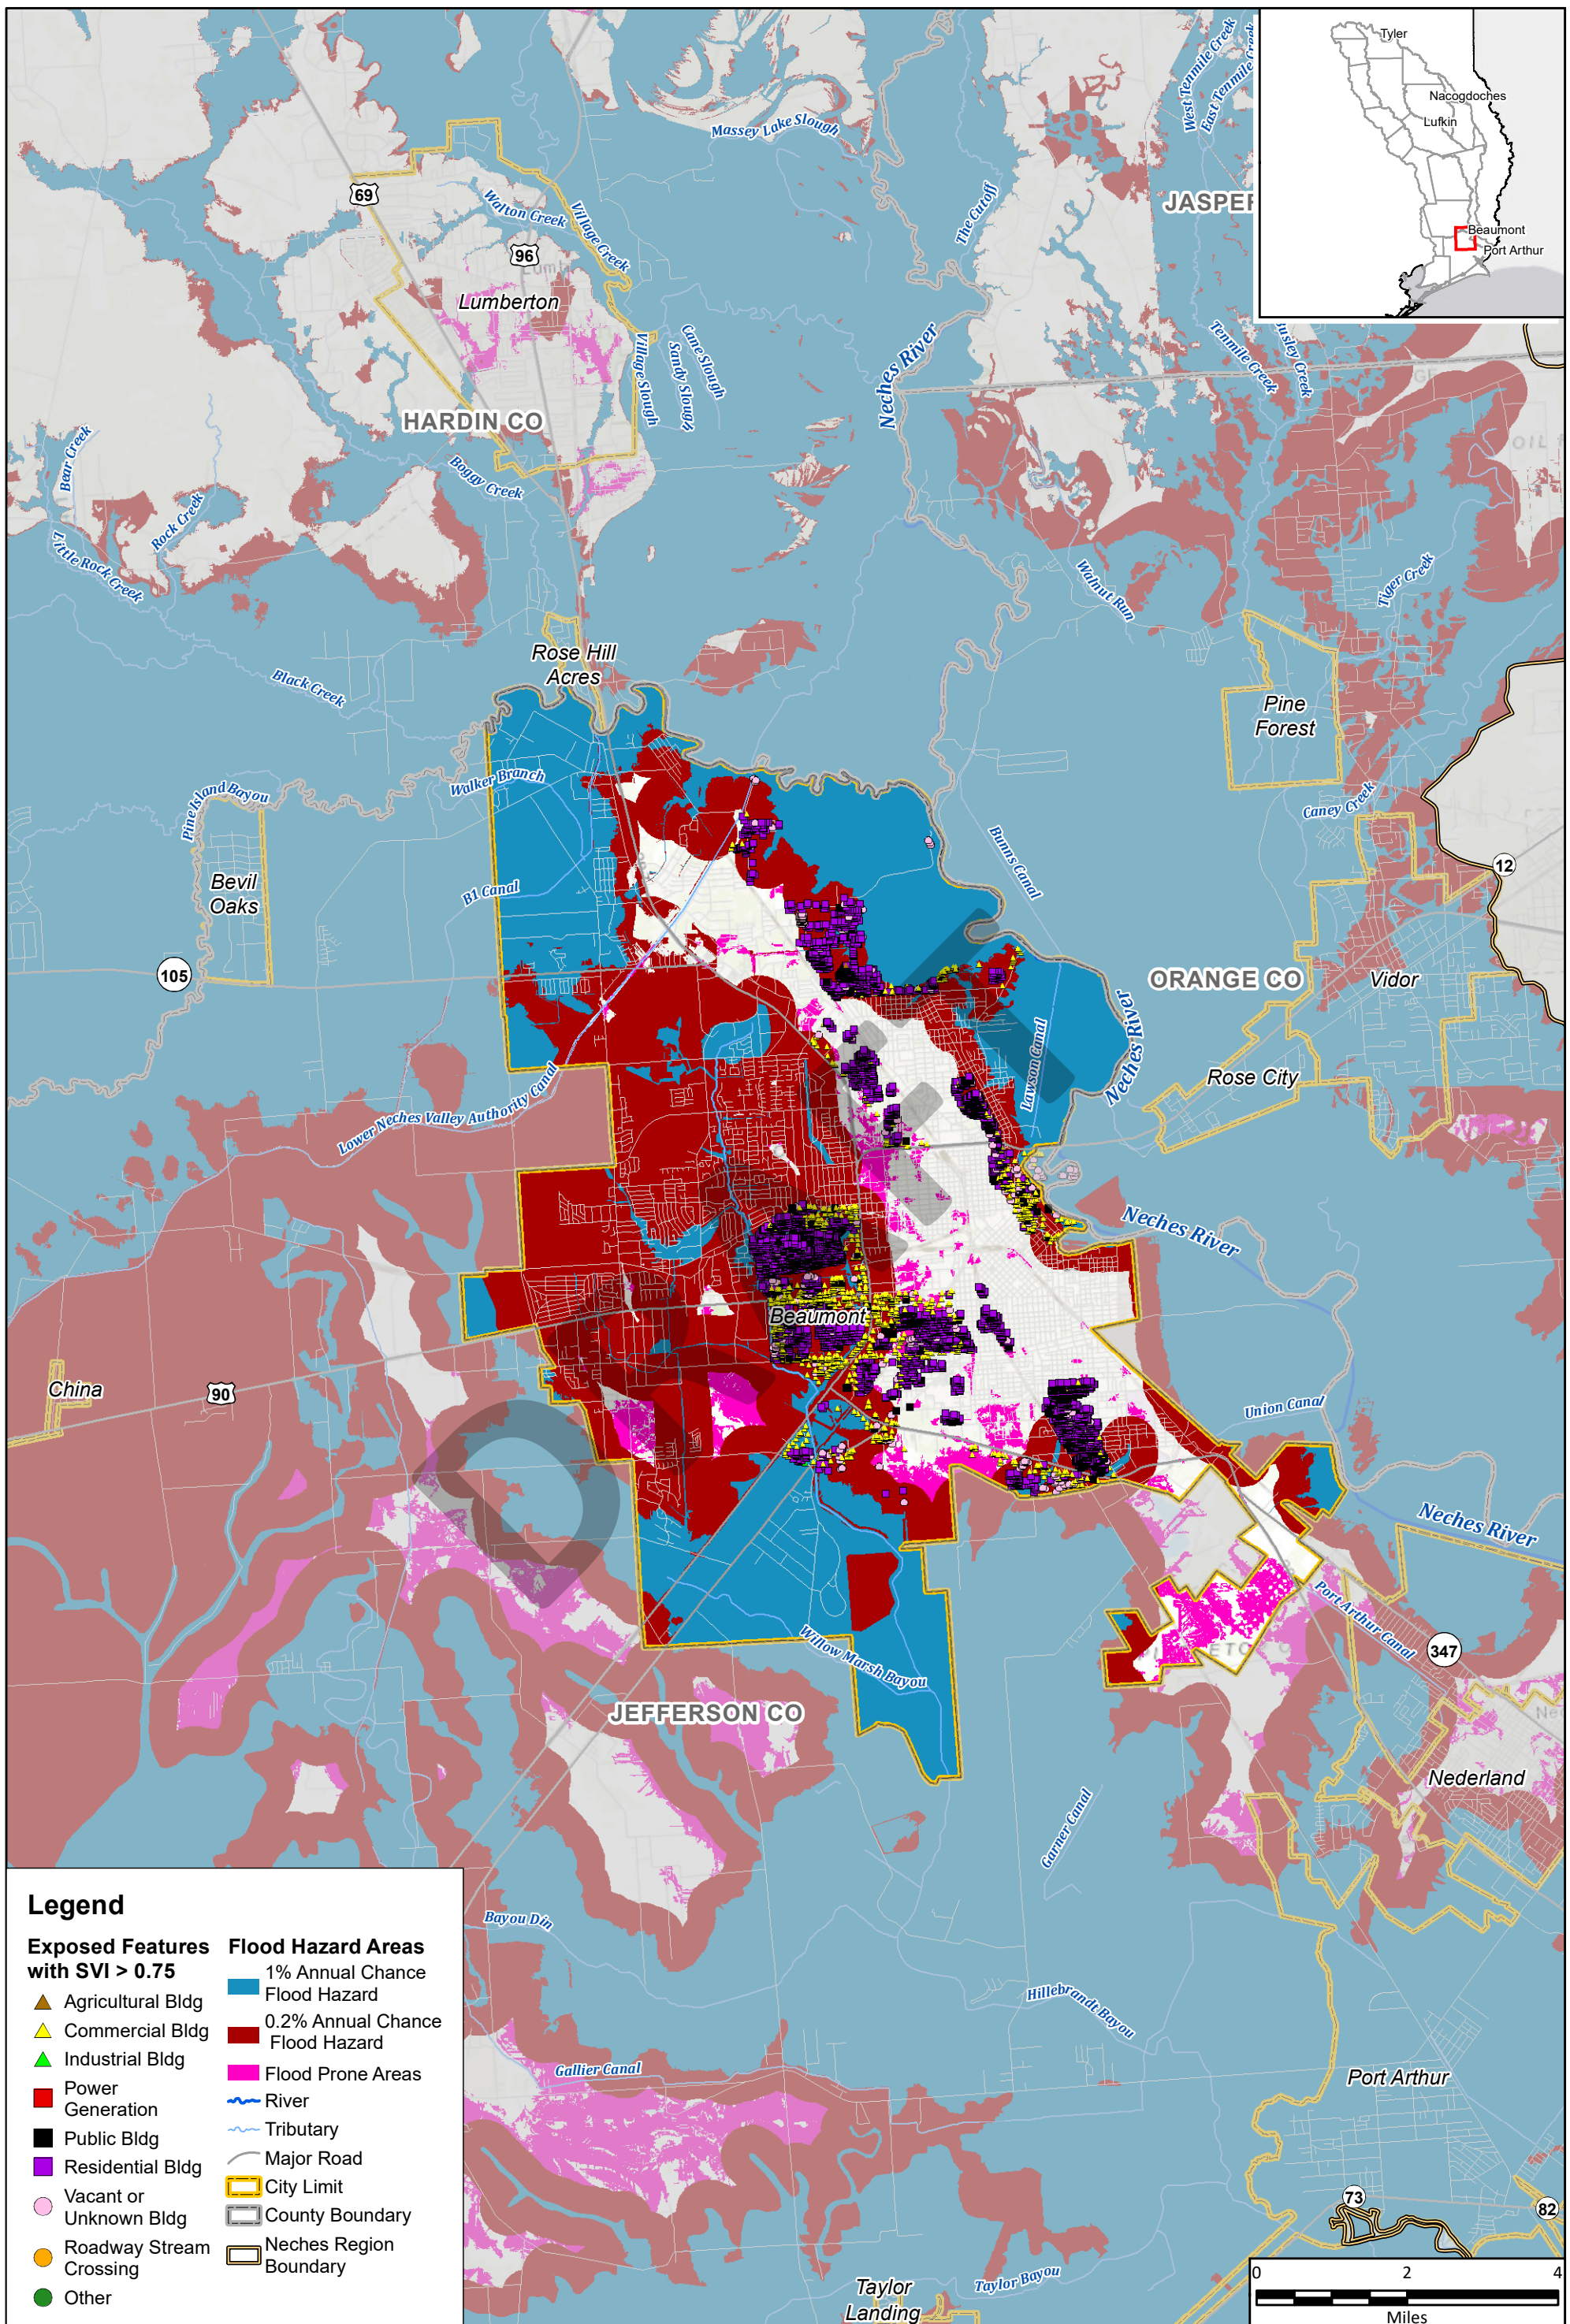 Tyler
Nacogdoches
Lufkin
Beaumont
Port Arthur
West Tenmile Creek
East Tenmile Creek
Massey Lake Slough
69
Walton Creek
Village Creek
The Cutoff
JASPER
96
Lumberton
Neches River
Tenmile Creek
Cane Slough
Sandy Slough
Village Slough
HARDIN CO
Bear Creek
Boggy Creek
Rock Creek
Little Rock Creek
Walnut Run
Tiger Creek
Rose Hill
Acres
Black Creek
Pine
Forest
Walker Branch
Pine Island Bayou
Caney Creek
Bunns Canal
12
Bevil
Oaks
B1 Canal
105
ORANGE CO
Vidor
Neches River
Lawson Canal
Rose City
Lower Neches Valley Authority Canal
Neches River
Beaumont
China
90
Union Canal
Neches River
Port Arthur Canal
347
Willow Marsh Bayou
JEFFERSON CO
Nederland
Garner Canal
Bayou Din
Hillebrandt Bayou
Gallier Canal
Port Arthur
73
82
Taylor Bayou
Taylor
Landing
DRAFT
Legend
Exposed Features
with SVI > 0.75
Agricultural Bldg
Commercial Bldg
Industrial Bldg
Power
Generation
Public Bldg
Residential Bldg
Vacant or
Unknown Bldg
Roadway Stream
Crossing
Other
Flood Hazard Areas
1% Annual Chance
Flood Hazard
0.2% Annual Chance
Flood Hazard
Flood Prone Areas
River
Tributary
Major Road
City Limit
County Boundary
Neches Region
Boundary
0 2 4
Miles